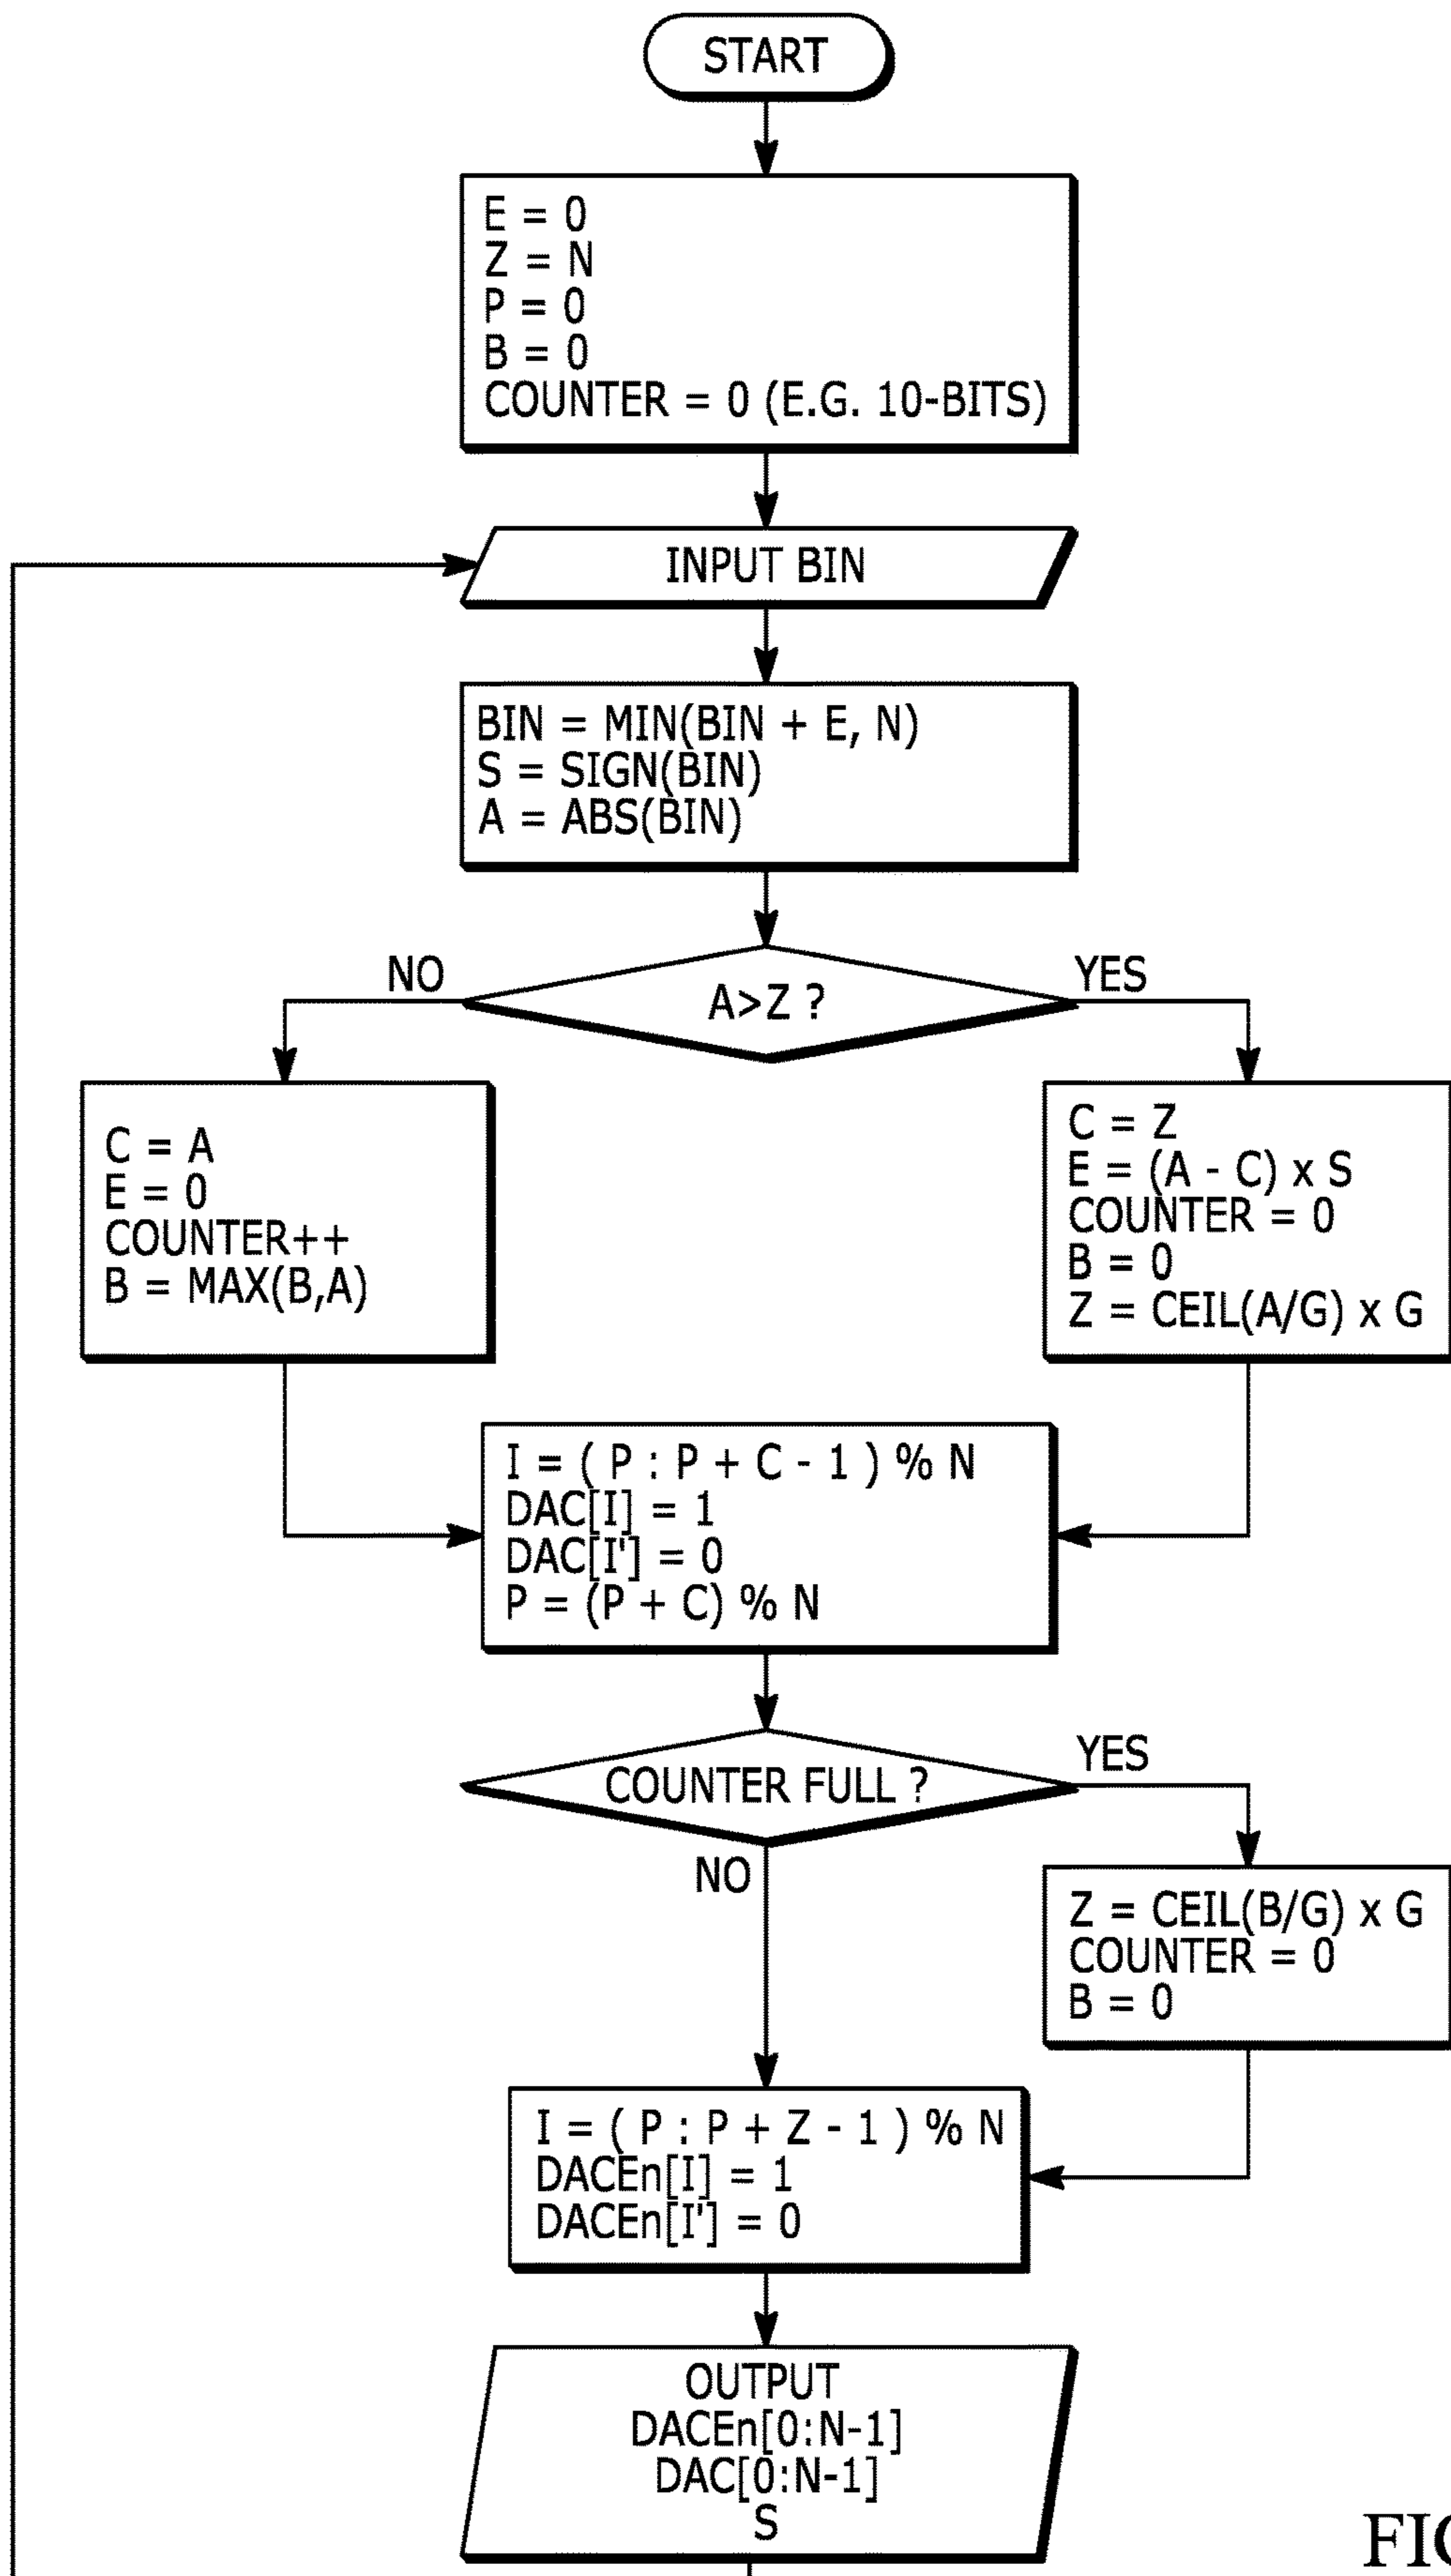 START
E = 0
Z = N
P = 0
B = 0
COUNTER = 0 (E.G. 10-BITS)
INPUT BIN
BIN = MIN(BIN + E, N)
S = SIGN(BIN)
A = ABS(BIN)
A>Z ?
NO
YES
C = A
E = 0
COUNTER++
B = MAX(B,A)
C = Z
E = (A - C) x S
COUNTER = 0
B = 0
Z = CEIL(A/G) x G
I = ( P : P + C - 1 ) % N
DAC[I] = 1
DAC[I'] = 0
P = (P + C) % N
COUNTER FULL ?
YES
NO
Z = CEIL(B/G) x G
COUNTER = 0
B = 0
I = ( P : P + Z - 1 ) % N
DACEn[I] = 1
DACEn[I'] = 0
OUTPUT
DACEn[0:N-1]
DAC[0:N-1]
S